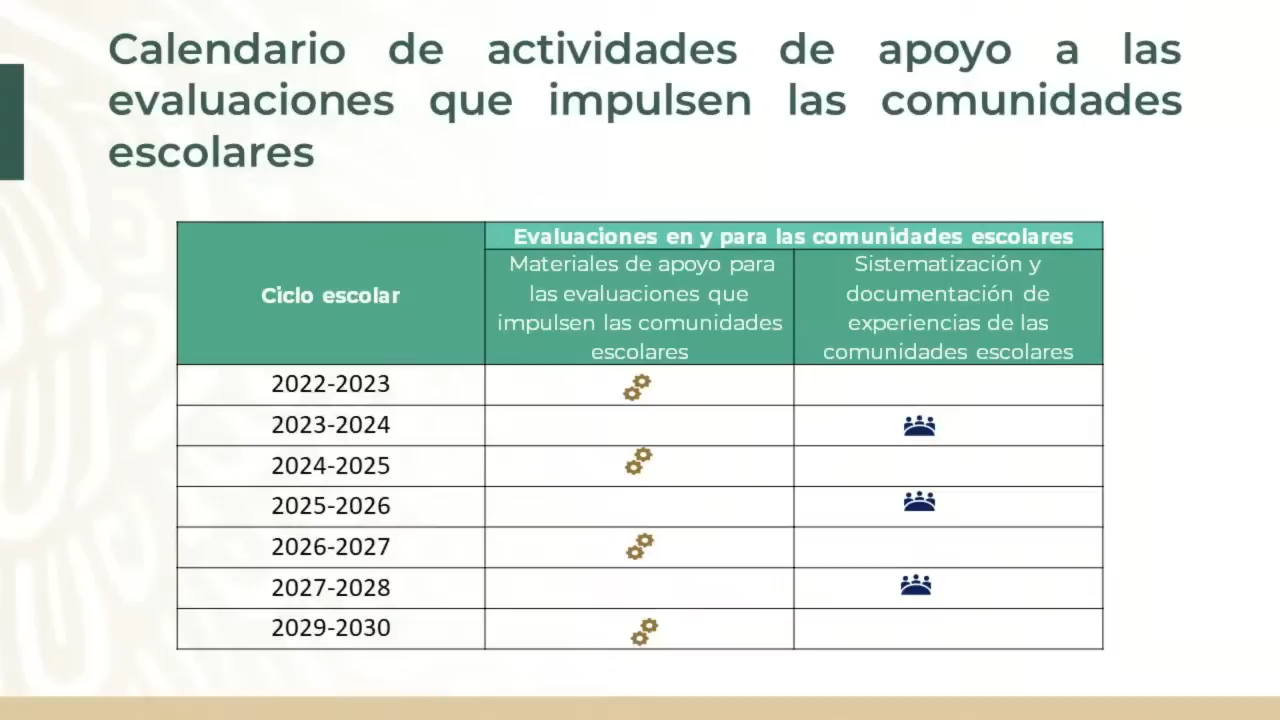 Calendario de actividades de apoyo a las
evaluaciones que impulsen las comunidades
escolares
Evaluaciones en y para las comunidades escolares
Ciclo escolar
Materiales de apoyo para
las evaluaciones que
impulsen las comunidades
escolares
Sistematización y
documentación de
experiencias de las
comunidades escolares
2022-2023
2023-2024
2024-2025
2025-2026
2026-2027
2027-2028
2029-2030